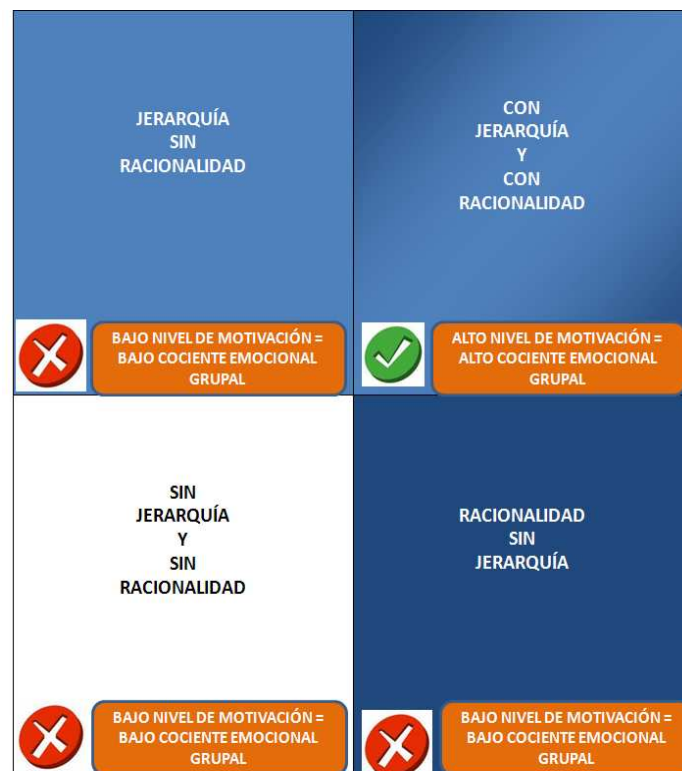 JERARQUÍA
SIN
RACIONALIDAD
BAJO NIVEL DE MOTIVACIÓN =
BAJO COCIENTE EMOCIONAL
GRUPAL
CON
JERARQUÍA
Y
CON
RACIONALIDAD
ALTO NIVEL DE MOTIVACIÓN =
ALTO COCIENTE EMOCIONAL
GRUPAL
SIN
JERARQUÍA
Y
SIN
RACIONALIDAD
BAJO NIVEL DE MOTIVACIÓN =
BAJO COCIENTE EMOCIONAL
GRUPAL
RACIONALIDAD
SIN
JERARQUÍA
BAJO NIVEL DE MOTIVACIÓN =
BAJO COCIENTE EMOCIONAL
GRUPAL